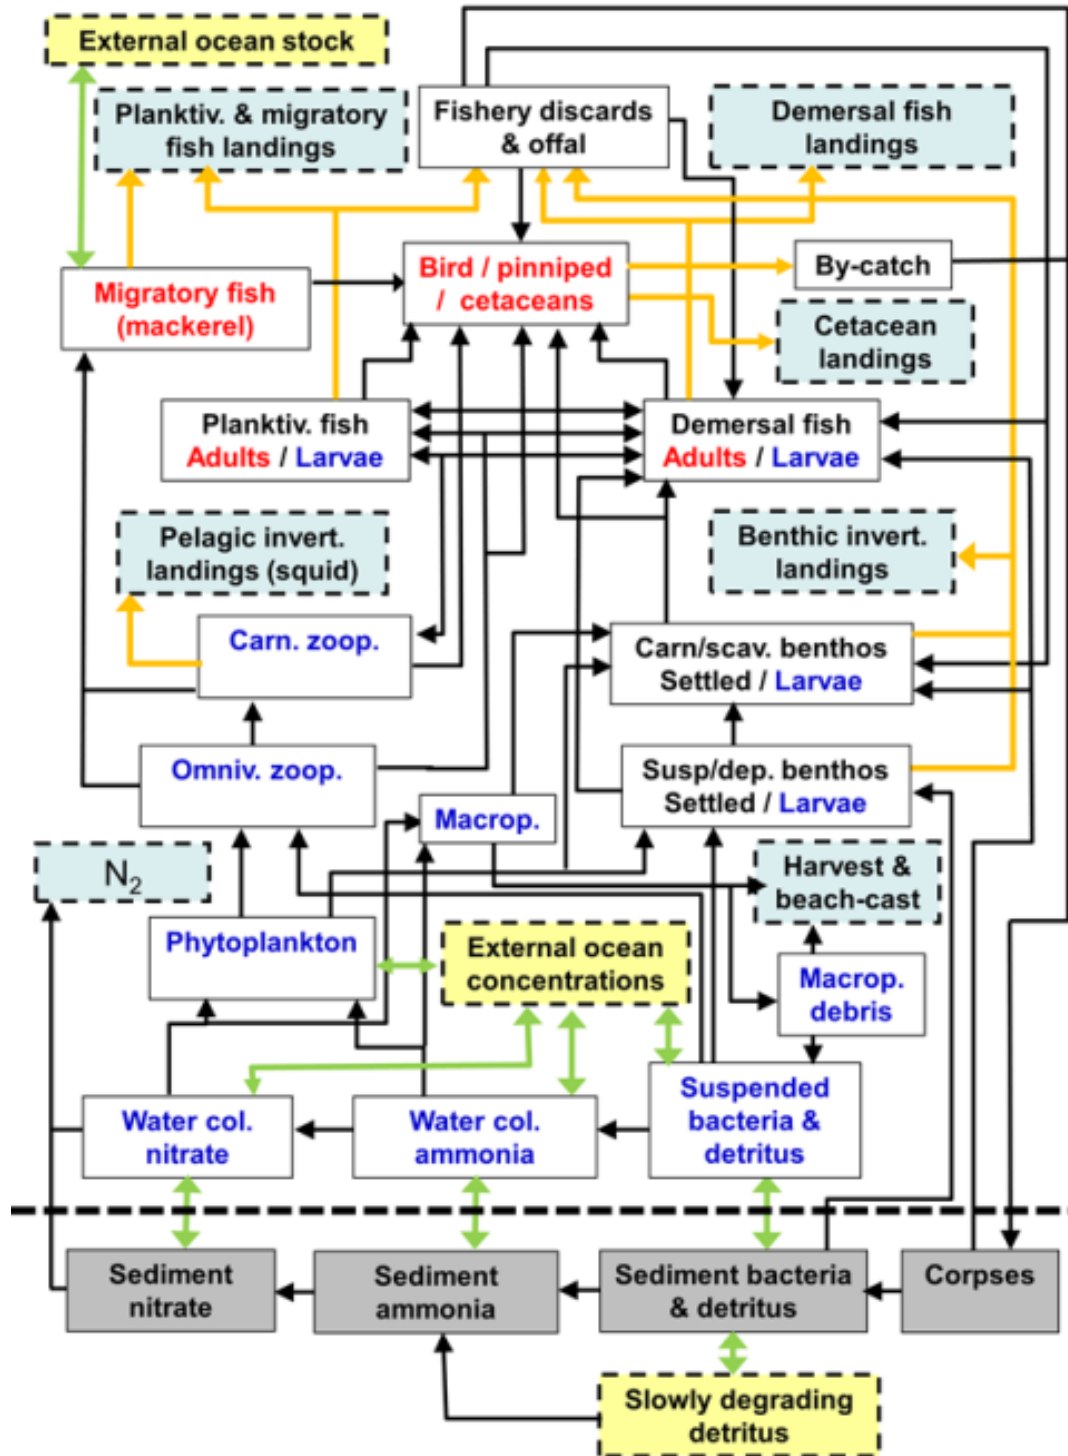 External ocean stock
Planktiv. & migratory
fish landings
Fishery discards
& offal
Demersal fish
landings
Migratory fish
(mackerel)
Bird / pinniped
/ cetaceans
By-catch
Cetacean
landings
Planktiv. fish
Adults / Larvae
Demersal fish
Adults / Larvae
Pelagic invert.
landings (squid)
Benthic invert.
landings
Carn. zoop.
Carn/scav. benthos
Settled / Larvae
Omniv. zoop.
Susp/dep. benthos
Settled / Larvae
Macrop.
N2
Harvest &
beach-cast
Phytoplankton
External ocean
concentrations
Macrop.
debris
Water col.
nitrate
Water col.
ammonia
Suspended
bacteria &
detritus
Sediment
nitrate
Sediment
ammonia
Sediment bacteria
& detritus
Corpses
Slowly degrading
detritus